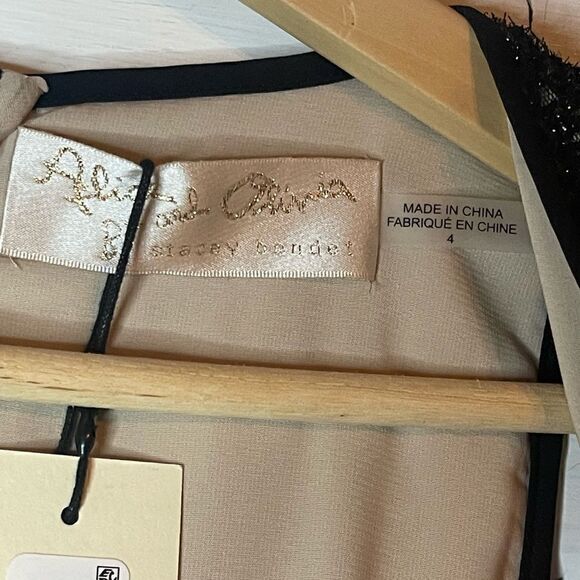 Alice and Olivia
by stacey bendet
MADE IN CHINA
FABRIQUÉ EN CHINE
4